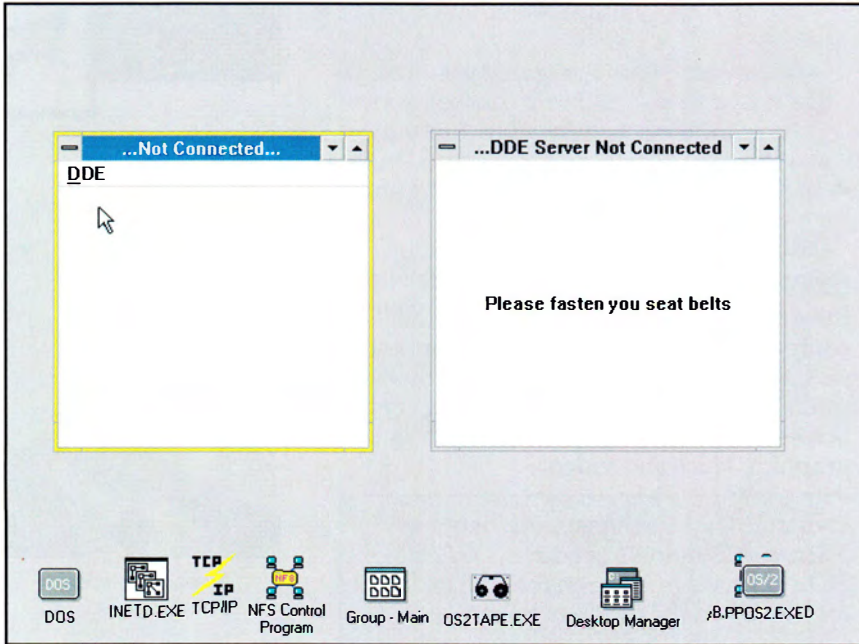 ...Not Connected...
DDE
...DDE Server Not Connected
Please fasten you seat belts
DOS
DOS
INETD.EXE
TCP
IP
TCP/IP
NFS
NFS Control
Program
Group - Main
OS2TAPE.EXE
Desktop Manager
OS/2
B.PPOS2.EXED